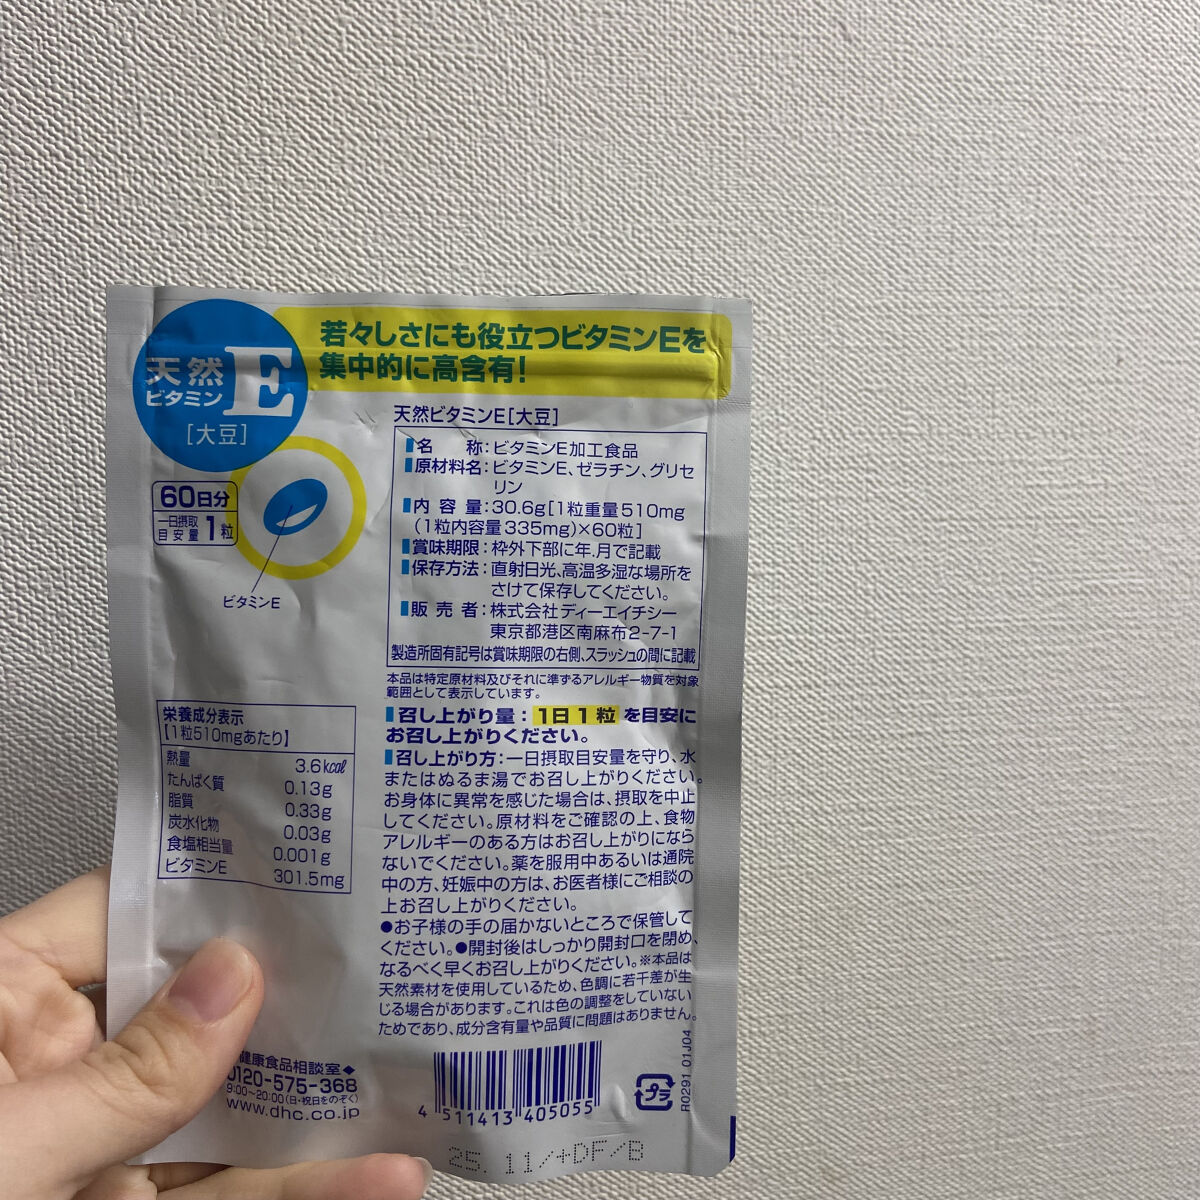 若々しさにも役立つビタミンEを
集中的に高含有!
天然
ビタミン
E
[大豆]
60日分
一日摂取
目安量
1粒
ビタミンE
天然ビタミンE[大豆]
名 称:ビタミンE加工食品
原材料名:ビタミンE、ゼラチン、グリセ
リン
内容量:30.6g[1粒重量510mg
(1粒内容量335mg)×60粒]
賞味期限:枠外下部に年.月で記載
保存方法:直射日光、高温多湿な場所を
さけて保存してください。
販売者:株式会社ディーエイチシー
東京都港区南麻布2-7-1
製造所固有記号は賞味期限の右側、スラッシュの間に記載
本品は特定原材料及びそれに準ずるアレルギー物質を対象
範囲として表示しています。
栄養成分表示
[1粒510mgあたり]
熱量 3.6kcal
たんぱく質 0.13g
脂質 0.33g
炭水化物 0.03g
食塩相当量 0.001g
ビタミンE 301.5mg
召し上がり量:1日1粒を目安に
お召し上がりください。
召し上がり方:一日摂取目安量を守り、水
またはぬるま湯でお召し上がりください。
お身体に異常を感じた場合は、摂取を中止
してください。原材料をご確認の上、食物
アレルギーのある方はお召し上がりになら
ないでください。薬を服用中あるいは通院
中の方、妊娠中の方は、お医者様にご相談の
上お召し上がりください。
●お子様の手の届かないところで保管して
ください。●開封後はしっかり開封口を閉め、
なるべく早くお召し上がりください。※本品は
天然素材を使用しているため、色調に若干差が生
じる場合があります。これは色の調整をしていない
ためであり、成分含有量や品質に問題はありません。
健康食品相談室◆
0120-575-368
9:00~20:00(日・祝日をのぞく)
www.dhc.co.jp
4 511413 405055
プラ
R0291 01J04
25.11/+DF/B